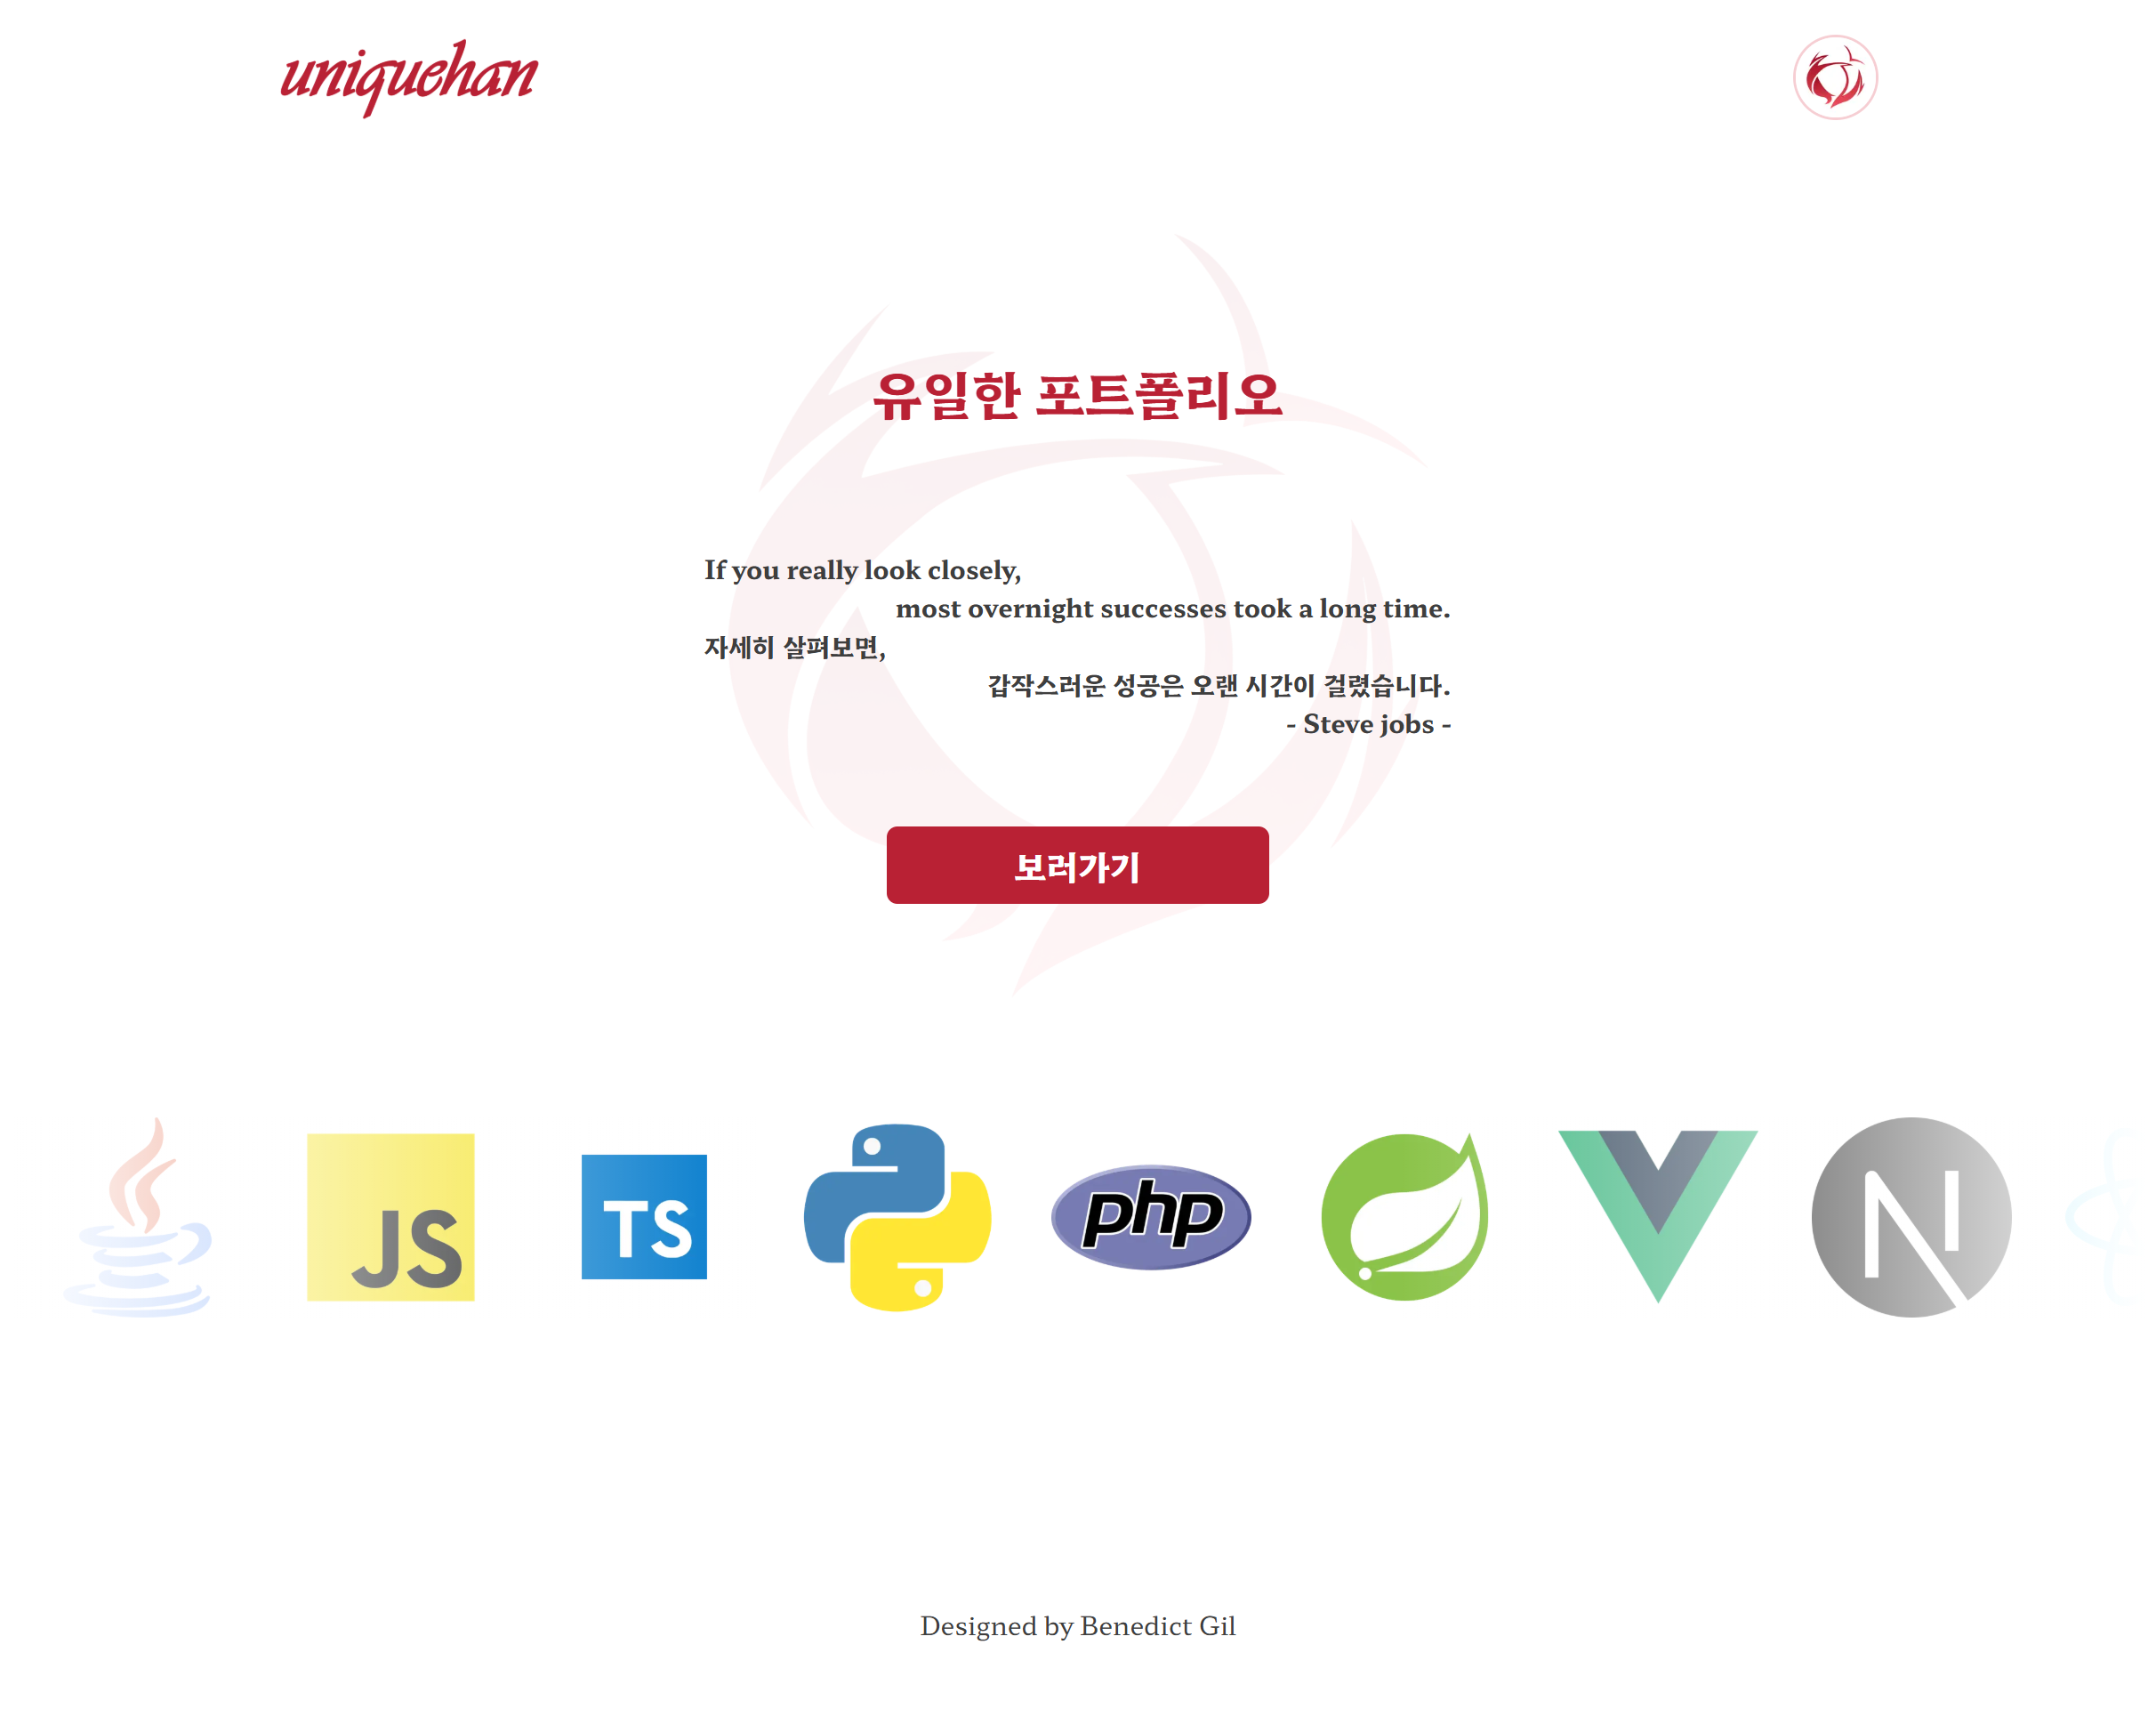 uniquehan
유일한 포트폴리오
If you really look closely,
most overnight successes took a long time.
자세히 살펴보면,
갑작스러운 성공은 오랜 시간이 걸렸습니다.
- Steve jobs -
보러가기
JS
TS
php
N
Designed by Benedict Gil